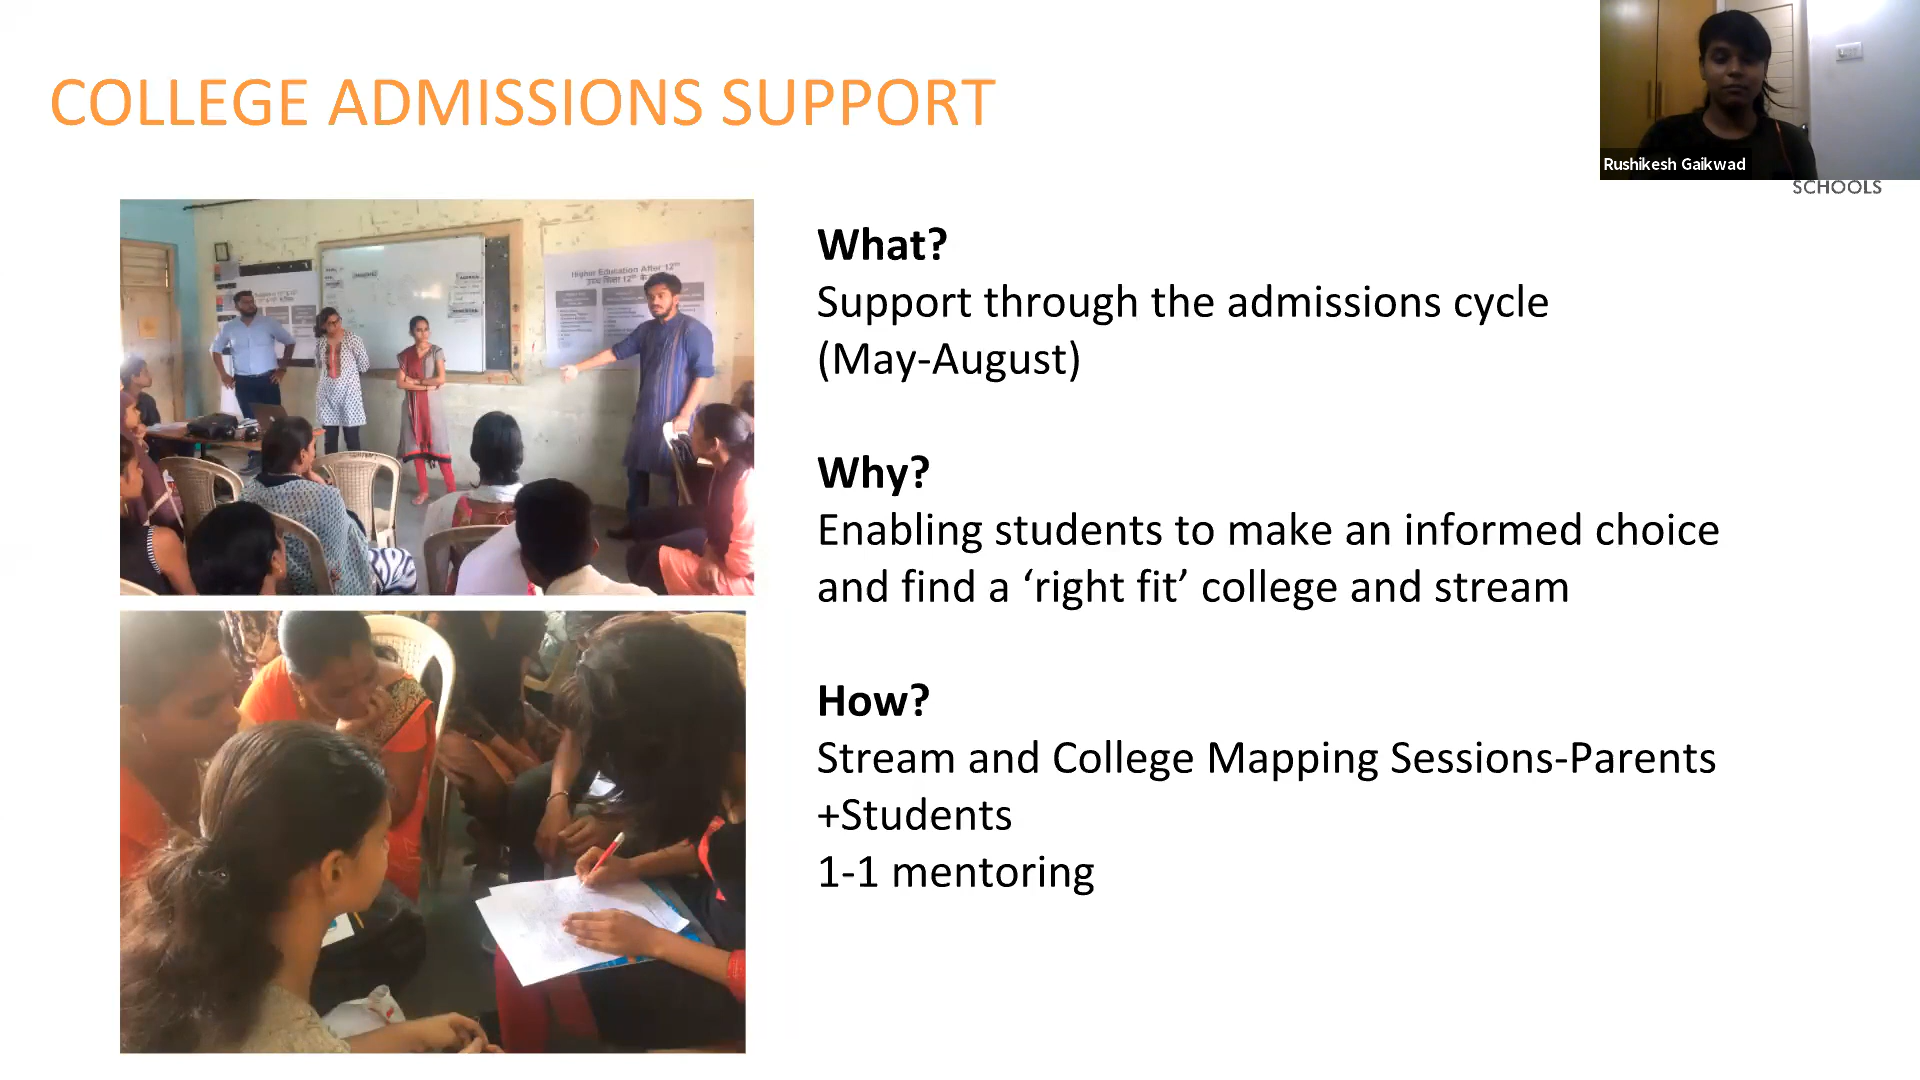 COLLEGE ADMISSIONS SUPPORT
Rushikesh Gaikwad
SCHOOLS
Higher Education After 12th
What?
Support through the admissions cycle
(May-August)
Why?
Enabling students to make an informed choice
and find a ‘right fit’ college and stream
How?
Stream and College Mapping Sessions-Parents
+Students
1-1 mentoring